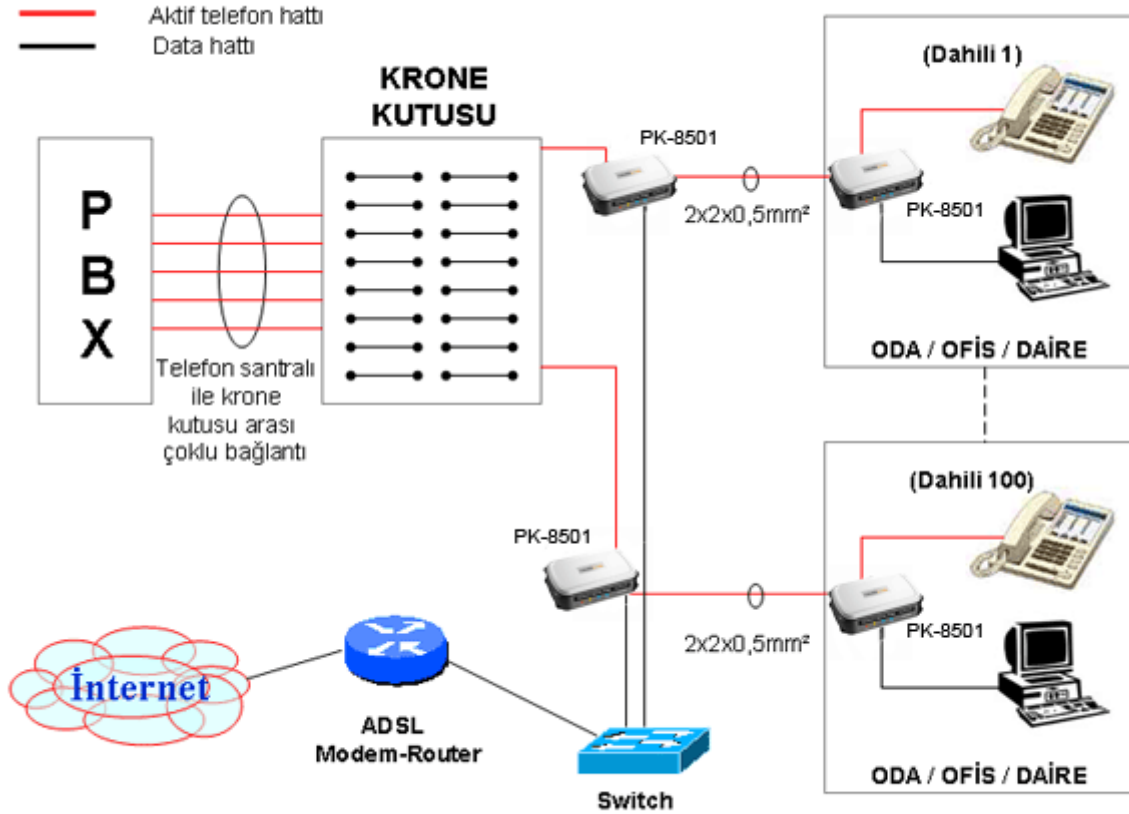 Aktif telefon hattı
Data hattı
KRONE
KUTUSU
P
B
X
Telefon santralı
ile krone
kutusu arası
çoklu bağlantı
PK-8501
2x2x0,5mm²
(Dahili 1)
PK-8501
ODA / OFİS / DAİRE
PK-8501
2x2x0,5mm²
(Dahili 100)
PK-8501
ODA / OFİS / DAİRE
İnternet
ADSL
Modem-Router
Switch